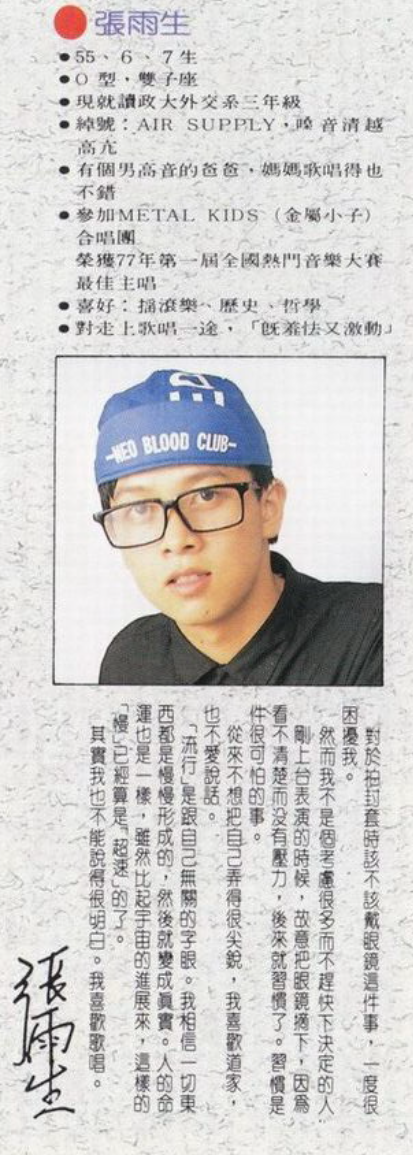 張雨生
●55、6、7生
●O 型，雙子座
●現就讀政大外交系三年級
●綽號：AIR SUPPLY，嗓音清越
高亢
●有個男高音的爸爸，媽媽歌唱得也
不錯
●參加METAL KIDS（金屬小子）
合唱團
榮獲77年第一屆全國熱門音樂大賽
最佳主唱
●喜好：搖滾樂、歷史、哲學
●對走上歌唱一途，「既羞怯又激動」
-NEO BLOOD CLUB-
對於拍封套時該不該戴眼鏡這件事，一度很
困擾我。
然而我不是個考慮很多而不趕快下決定的人。
剛上台表演的時候，故意把眼鏡摘下，因為
看不清楚而沒有壓力，後來就習慣了。習慣是
件很可怕的事。
從來不想把自己弄得很尖銳，我喜歡道家，
也不愛說話。
「流行」是跟自己無關的字眼。我相信一切東
西都是慢慢形成的，然後就變成真實。人的命
運也是一樣，雖然比起宇宙的進展來，這樣的
「慢」已經算是「超速」的了。
其實我也不能說得很明白。我喜歡歌唱。
張雨生